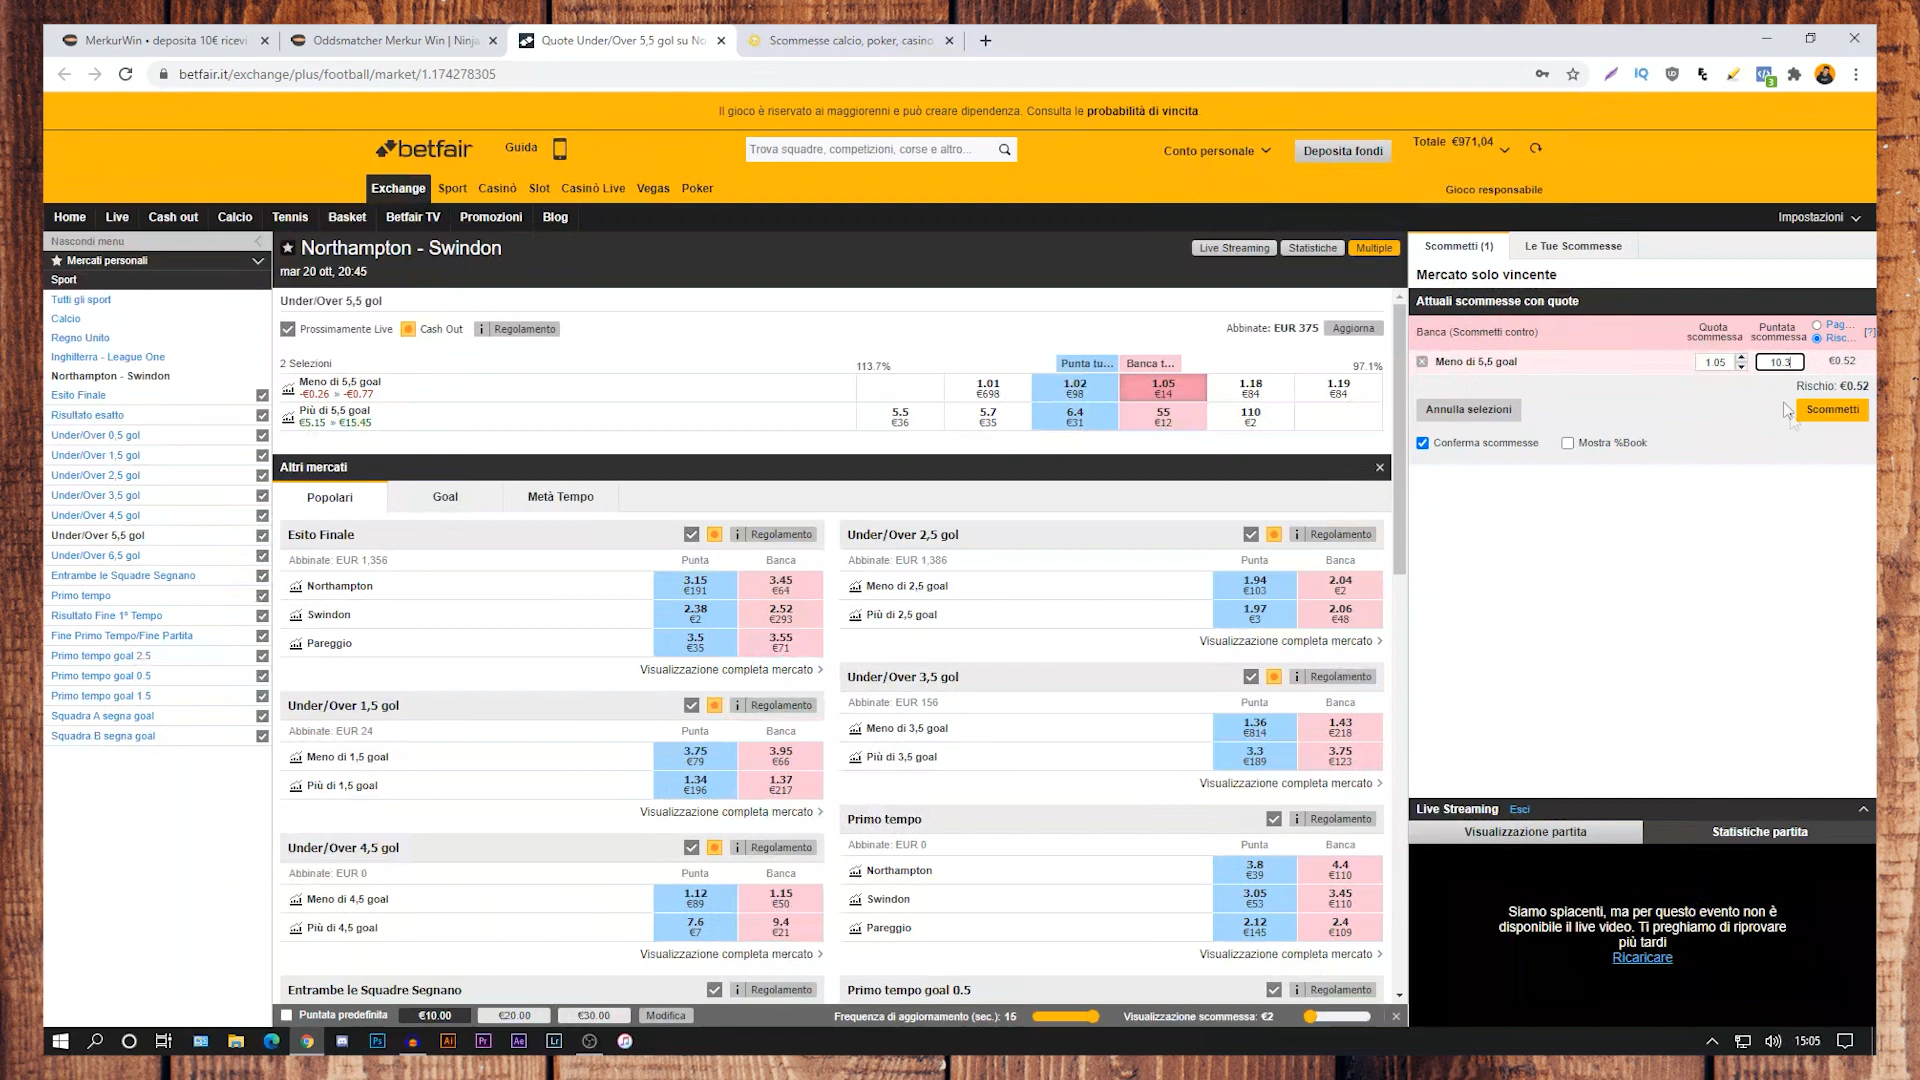 MerkurWin • deposita 10€ ricevi
Oddsmatcher Merkur Win | Ninja
Quote Under/Over 5,5 gol su No
Scommesse calcio, poker, casino
betfair.it/exchange/plus/football/market/1.174278305
Il gioco è riservato ai maggiorenni e può creare dipendenza. Consulta le probabilità di vincita.
betfair
Guida
Trova squadre, competizioni, corse e altro...
Conto personale
Deposita fondi
Totale €971,04
Exchange Sport Casinò Slot Casinò Live Vegas Poker
Gioco responsabile
Home Live Cash out Calcio Tennis Basket Betfair TV Promozioni Blog
Impostazioni
Nascondi menu
Mercati personali
Sport
Tutti gli sport
Calcio
Regno Unito
Inghilterra - League One
Northampton - Swindon
Esito Finale
Risultato esatto
Under/Over 0,5 gol
Under/Over 1,5 gol
Under/Over 2,5 gol
Under/Over 3,5 gol
Under/Over 4,5 gol
Under/Over 5,5 gol
Under/Over 6,5 gol
Entrambe le Squadre Segnano
Primo tempo
Risultato Fine 1º Tempo
Fine Primo Tempo/Fine Partita
Primo tempo goal 2.5
Primo tempo goal 0.5
Primo tempo goal 1.5
Squadra A segna goal
Squadra B segna goal
Northampton - Swindon
Live Streaming Statistiche Multiple
mar 20 ott, 20:45
Under/Over 5,5 gol
Prossimamente Live Cash Out i Regolamento
Abbinate: EUR 375 Aggiorna
2 Selezioni 113.7% Punta tu... Banca t... 97.1%
Meno di 5,5 goal 1.01 1.02 1.05 1.18 1.19
-€0.26 » -€0.77 €698 €98 €14 €84 €84
Più di 5,5 goal 5.5 5.7 6.4 55 110
€5.15 » €15.45 €36 €35 €31 €12 €2
Altri mercati
Popolari Goal Metà Tempo
Esito Finale i Regolamento
Abbinate: EUR 1,356 Punta Banca
Northampton 3.15 3.45
€191 €64
Swindon 2.38 2.52
€2 €293
Pareggio 3.5 3.55
€35 €71
Visualizzazione completa mercato
Under/Over 1,5 gol i Regolamento
Abbinate: EUR 24 Punta Banca
Meno di 1,5 goal 3.75 3.95
€79 €66
Più di 1,5 goal 1.34 1.37
€196 €217
Visualizzazione completa mercato
Under/Over 4,5 gol i Regolamento
Abbinate: EUR 0 Punta Banca
Meno di 4,5 goal 1.12 1.15
€89 €50
Più di 4,5 goal 7.6 9.4
€7 €21
Visualizzazione completa mercato
Entrambe le Squadre Segnano i Regolamento
Under/Over 2,5 gol i Regolamento
Abbinate: EUR 1,386 Punta Banca
Meno di 2,5 goal 1.94 2.04
€103 €2
Più di 2,5 goal 1.97 2.06
€3 €48
Visualizzazione completa mercato
Under/Over 3,5 gol i Regolamento
Abbinate: EUR 156 Punta Banca
Meno di 3,5 goal 1.36 1.43
€814 €218
Più di 3,5 goal 3.3 3.75
€189 €123
Visualizzazione completa mercato
Primo tempo i Regolamento
Abbinate: EUR 0 Punta Banca
Northampton 3.8 4.4
€39 €110
Swindon 3.05 3.45
€53 €110
Pareggio 2.12 2.4
€145 €109
Visualizzazione completa mercato
Primo tempo goal 0.5 i Regolamento
Puntata predefinita €10.00 €20.00 €30.00 Modifica
Frequenza di aggiornamento (sec.): 15
Visualizzazione scommessa: €2
Scommetti (1) Le Tue Scommesse
Mercato solo vincente
Attuali scommesse con quote
Banca (Scommetti contro)
Quota scommessa
Puntata scommessa
Pag...
Risc...
[?]
Meno di 5,5 goal 1.05 10.3 €0.52
Rischio: €0.52
Annulla selezioni Scommetti
Conferma scommesse Mostra %Book
Live Streaming Esci
Visualizzazione partita Statistiche partita
Siamo spiacenti, ma per questo evento non è
disponibile il live video. Ti preghiamo di riprovare
più tardi
Ricaricare
Ps Ai Pr Ae Lr
15:05